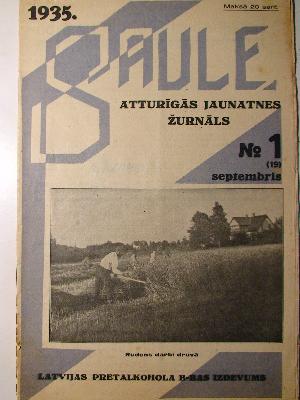 1935.
Maksā 20 sant.
SAULE
ATTURĪGĀS JAUNATNES
ŽURNĀLS
№ 1
(19)
septembris
Rudens darbi druvā
LATVIJAS PRETALKOHOLA B-BAS IZDEVUMS